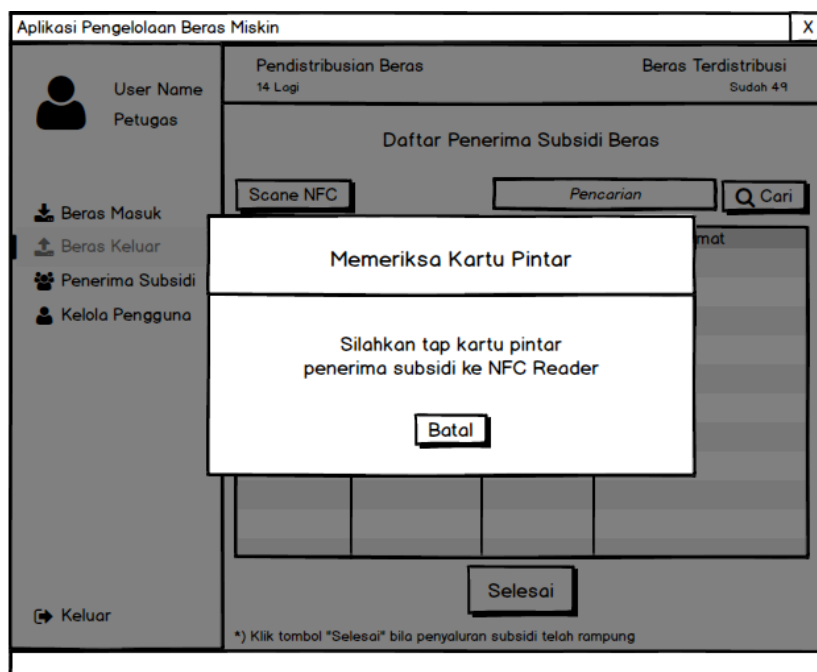 Aplikasi Pengelolaan Beras Miskin X
User Name
Petugas
Beras Masuk
Beras Keluar
Penerima Subsidi
Kelola Pengguna
Keluar
Pendistribusian Beras
14 Lagi
Beras Terdistribusi
Sudah 49
Daftar Penerima Subsidi Beras
Scane NFC
Pencarian
Cari
mat
Memeriksa Kartu Pintar
Silahkan tap kartu pintar
penerima subsidi ke NFC Reader
Batal
Selesai
*) Klik tombol "Selesai" bila penyaluran subsidi telah rampung